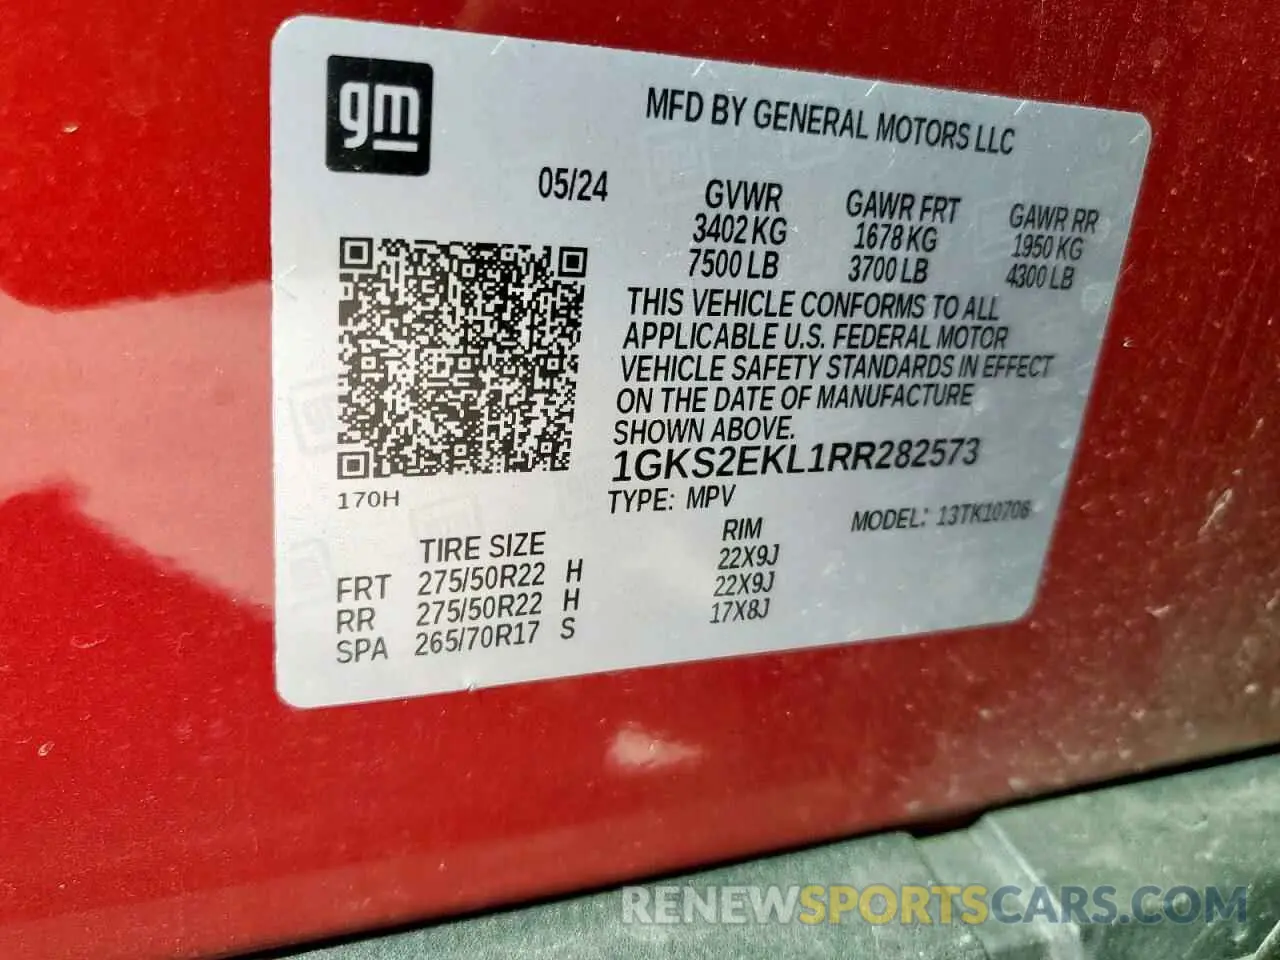 gm
MFD BY GENERAL MOTORS LLC
05/24
GVWR GAWR FRT GAWR RR
3402 KG 1678 KG 1950 KG
7500 LB 3700 LB 4300 LB
THIS VEHICLE CONFORMS TO ALL
APPLICABLE U.S. FEDERAL MOTOR
VEHICLE SAFETY STANDARDS IN EFFECT
ON THE DATE OF MANUFACTURE
SHOWN ABOVE.
1GKS2EKL1RR282573
170H
TYPE: MPV MODEL: 13TK10706
TIRE SIZE RIM
FRT 275/50R22 H 22X9J
RR 275/50R22 H 22X9J
SPA 265/70R17 S 17X8J
RENEWSPORTSCARS.COM